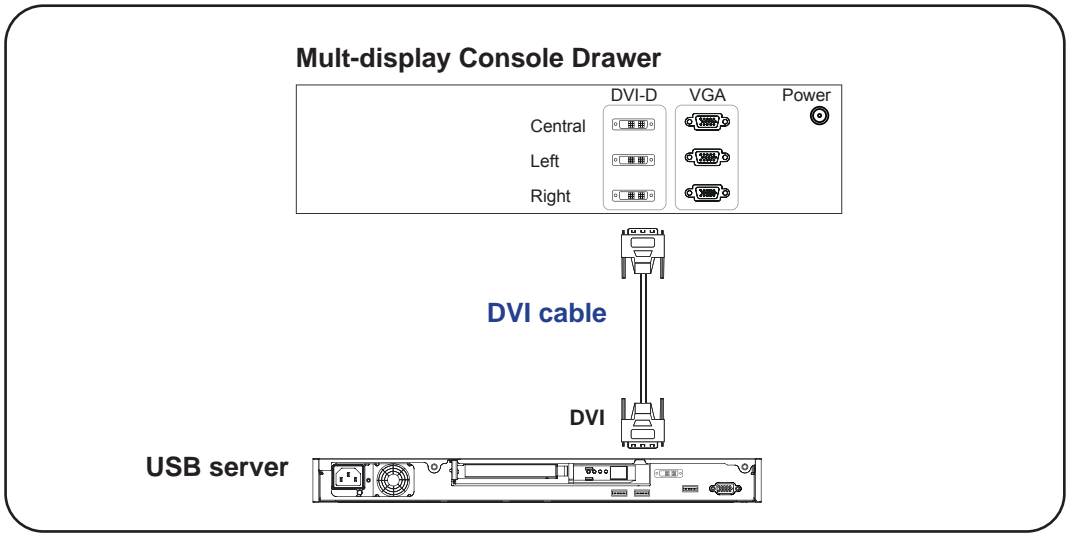 Mult-display Console Drawer
DVI-D VGA Power
Central
Left
Right
DVI cable
DVI
USB server